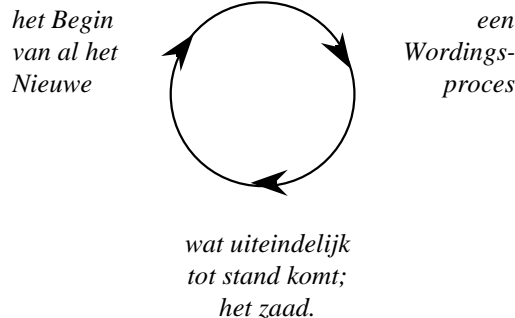 het Begin
van al het
Nieuwe
een
Wordings-
proces
wat uiteindelijk
tot stand komt;
het zaad.